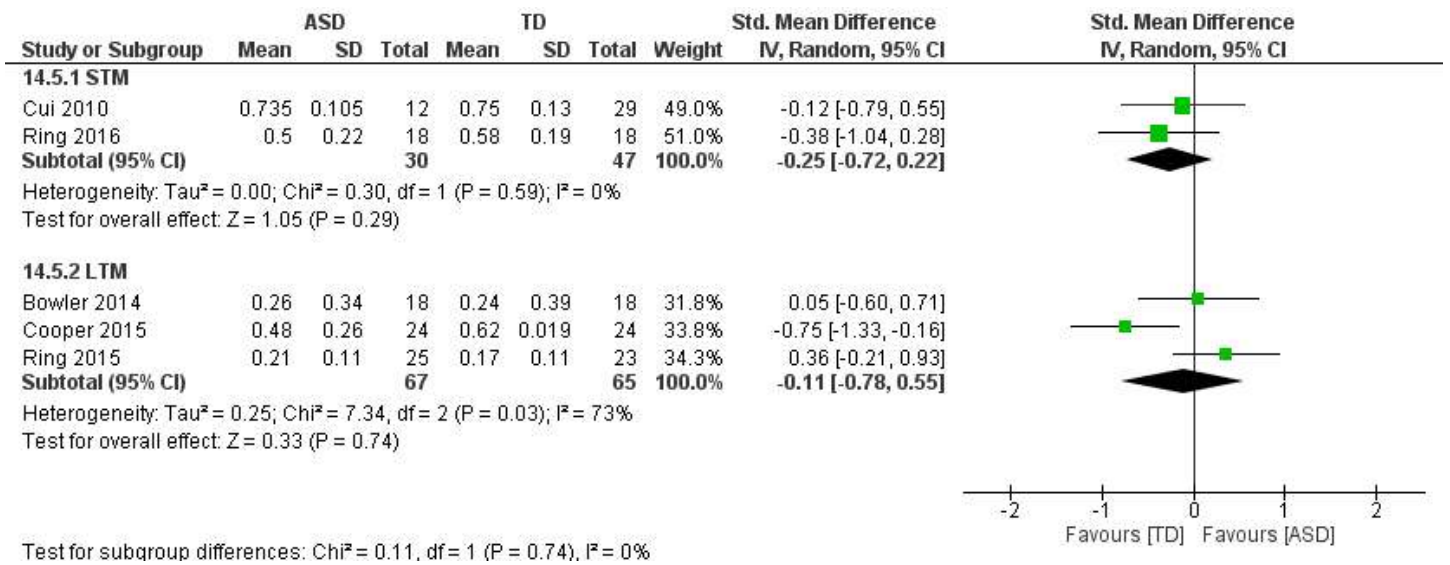 ASD TD Std. Mean Difference Std. Mean Difference
Study or Subgroup Mean SD Total Mean SD Total Weight IV, Random, 95% CI IV, Random, 95% CI
14.5.1 STM
Cui 2010 0.735 0.105 12 0.75 0.13 29 49.0% -0.12 [-0.79, 0.55]
Ring 2016 0.5 0.22 18 0.58 0.19 18 51.0% -0.38 [-1.04, 0.28]
Subtotal (95% CI) 30 47 100.0% -0.25 [-0.72, 0.22]
Heterogeneity: Tau² = 0.00; Chi² = 0.30, df = 1 (P = 0.59); I² = 0%
Test for overall effect: Z = 1.05 (P = 0.29)
14.5.2 LTM
Bowler 2014 0.26 0.34 18 0.24 0.39 18 31.8% 0.05 [-0.60, 0.71]
Cooper 2015 0.48 0.26 24 0.62 0.019 24 33.8% -0.75 [-1.33, -0.16]
Ring 2015 0.21 0.11 25 0.17 0.11 23 34.3% 0.36 [-0.21, 0.93]
Subtotal (95% CI) 67 65 100.0% -0.11 [-0.78, 0.55]
Heterogeneity: Tau² = 0.25; Chi² = 7.34, df = 2 (P = 0.03); I² = 73%
Test for overall effect: Z = 0.33 (P = 0.74)
-2 -1 0 1 2
Favours [TD] Favours [ASD]
Test for subgroup differences: Chi² = 0.11, df = 1 (P = 0.74), I² = 0%